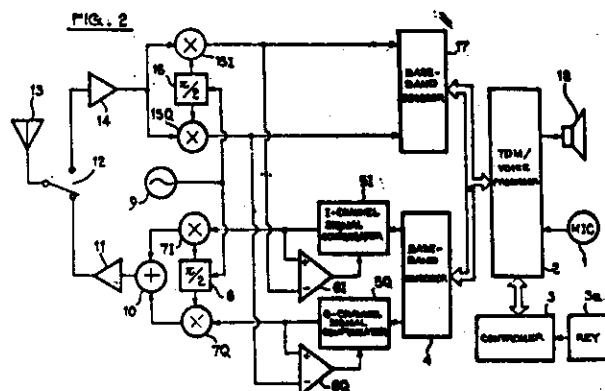 FIG. 2
13
12
14
15I
16
π/2
15Q
9
17
BASE-
BAND
18
TDM/
VOICE
2
MIC
1
5I
I-CHANNEL
SIGNAL
6I
5Q
Q-CHANNEL
SIGNAL
6Q
BASE-
BAND
4
11
10
7I
π/2
8
7Q
3
CONTROLLER
3a
KEY